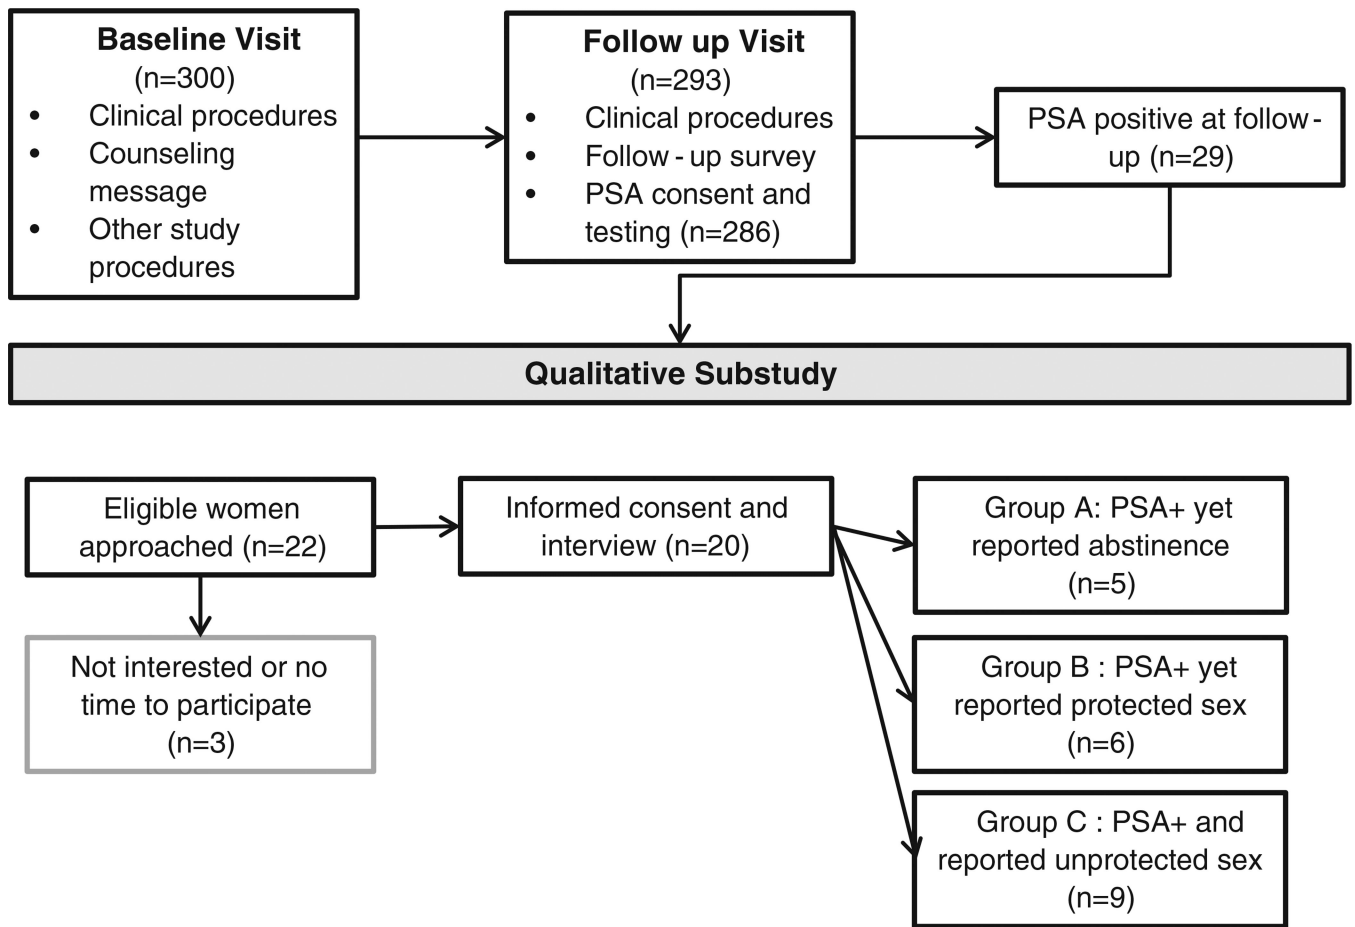 Baseline Visit
(n=300)
• Clinical procedures
• Counseling
message
• Other study
procedures
Follow up Visit
(n=293)
• Clinical procedures
• Follow-up survey
• PSA consent and
testing (n=286)
PSA positive at follow-
up (n=29)
Qualitative Substudy
Eligible women
approached (n=22)
Informed consent and
interview (n=20)
Group A: PSA+ yet
reported abstinence
(n=5)
Not interested or no
time to participate
(n=3)
Group B : PSA+ yet
reported protected sex
(n=6)
Group C : PSA+ and
reported unprotected sex
(n=9)